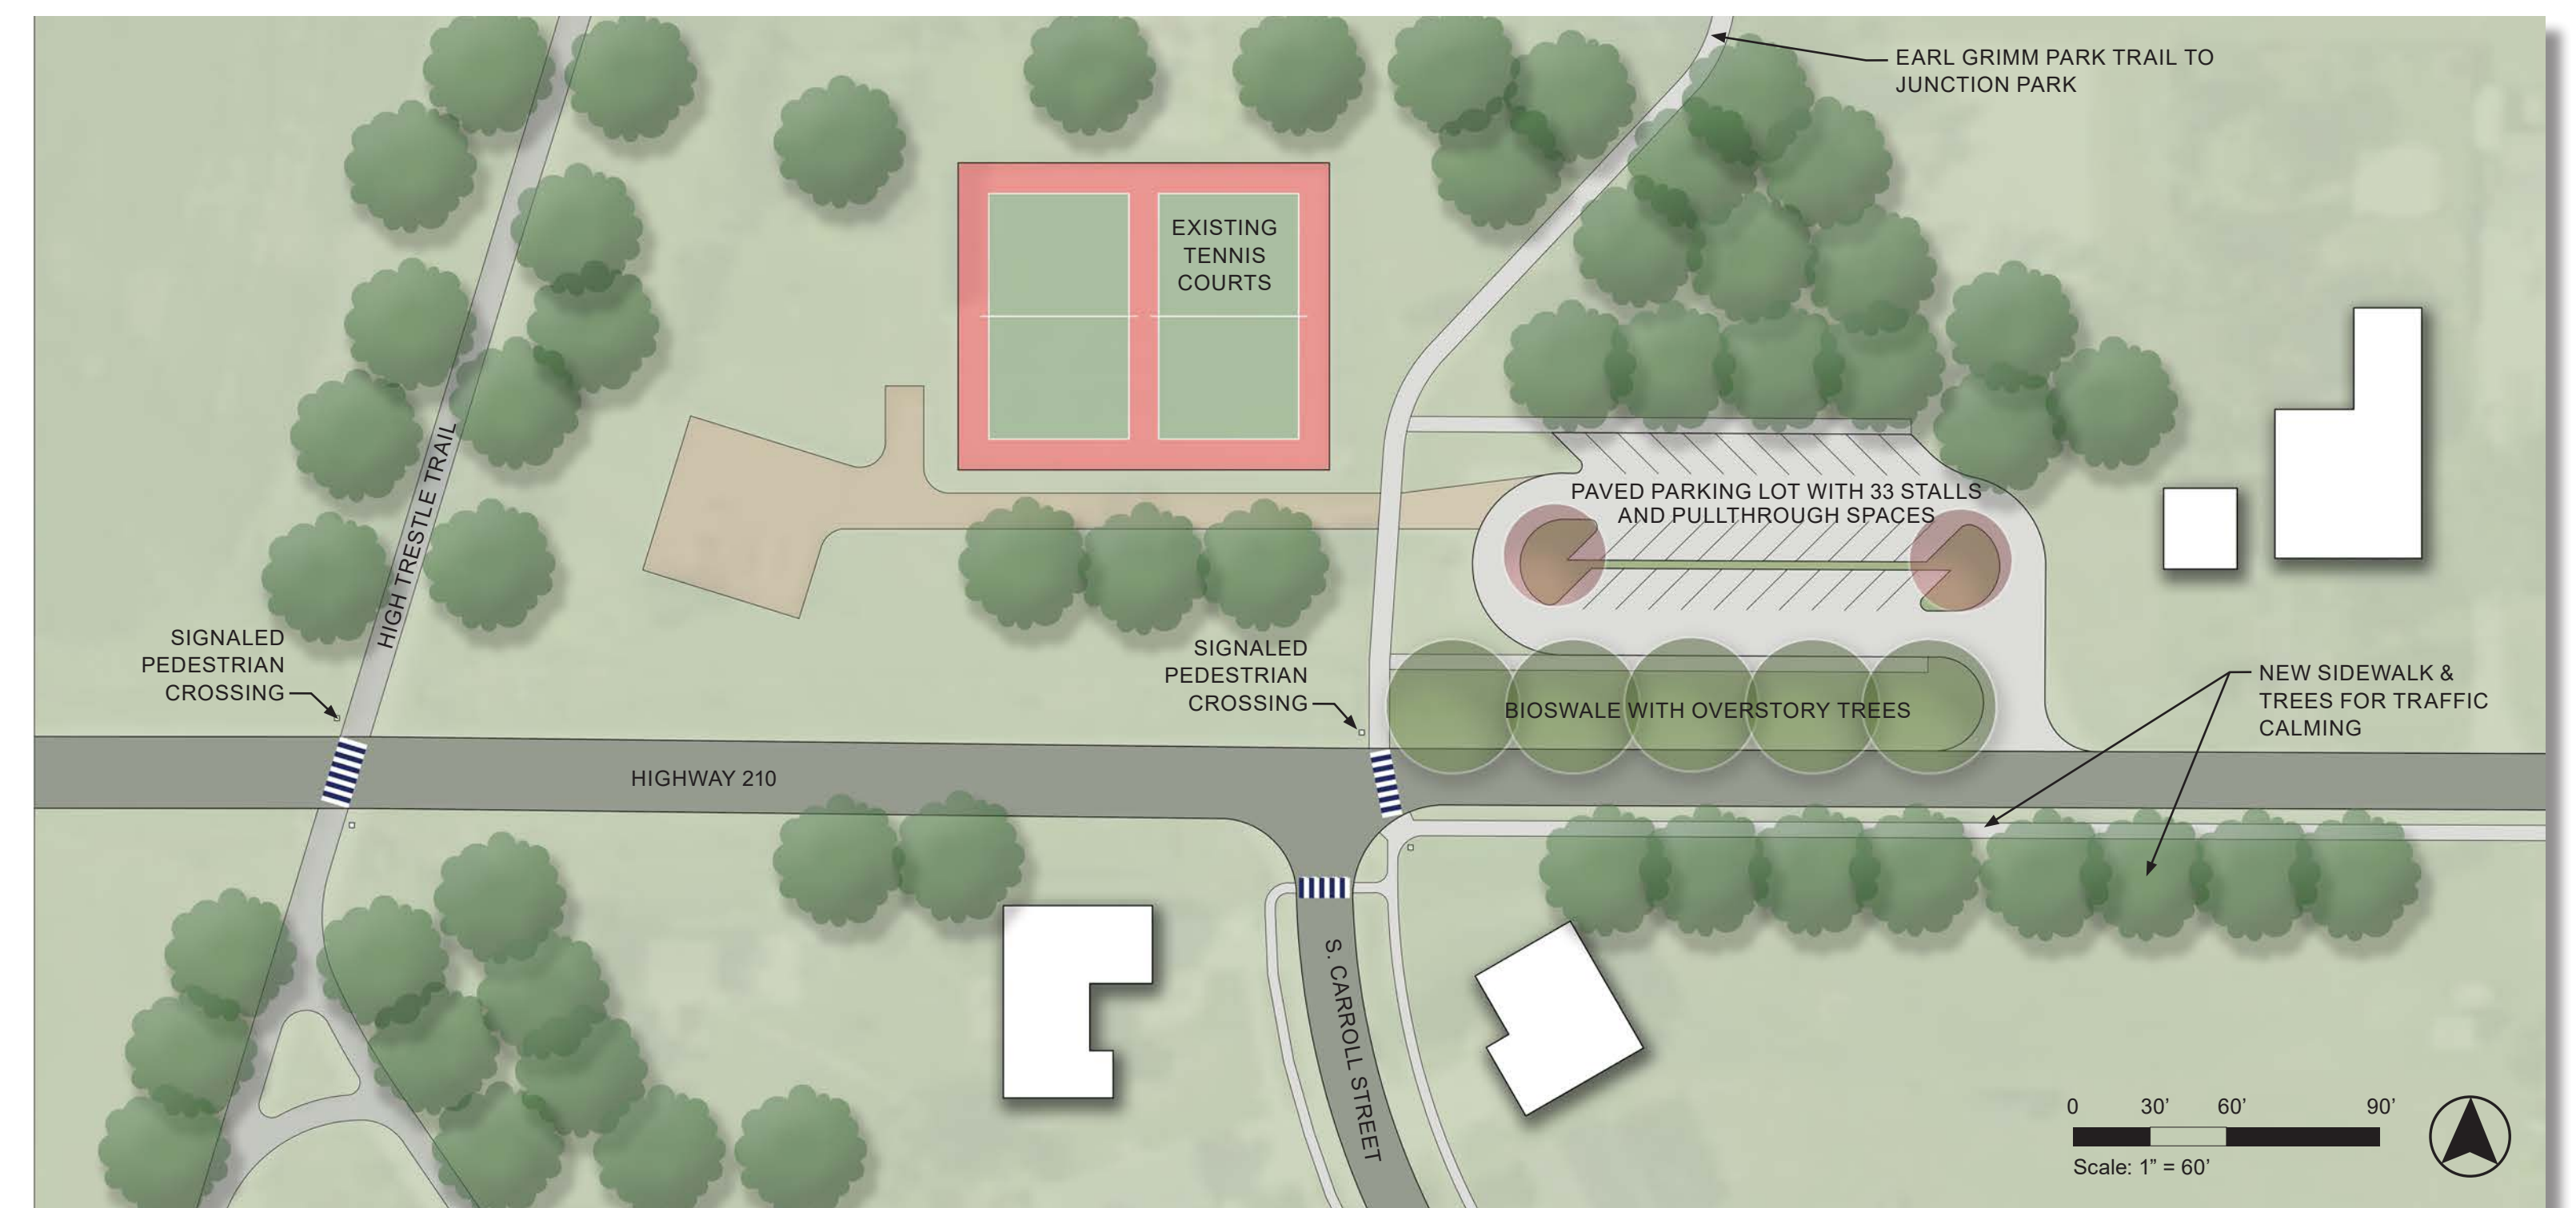 EARL GRIMM PARK TRAIL TO
JUNCTION PARK
EXISTING
TENNIS
COURTS
HIGH TRESTLE TRAIL
PAVED PARKING LOT WITH 33 STALLS
AND PULLTHROUGH SPACES
SIGNALED
PEDESTRIAN
CROSSING
SIGNALED
PEDESTRIAN
CROSSING
BIOSWALE WITH OVERSTORY TREES
NEW SIDEWALK &
TREES FOR TRAFFIC
CALMING
HIGHWAY 210
S. CARROLL STREET
0 30’ 60’ 90’
Scale: 1” = 60’